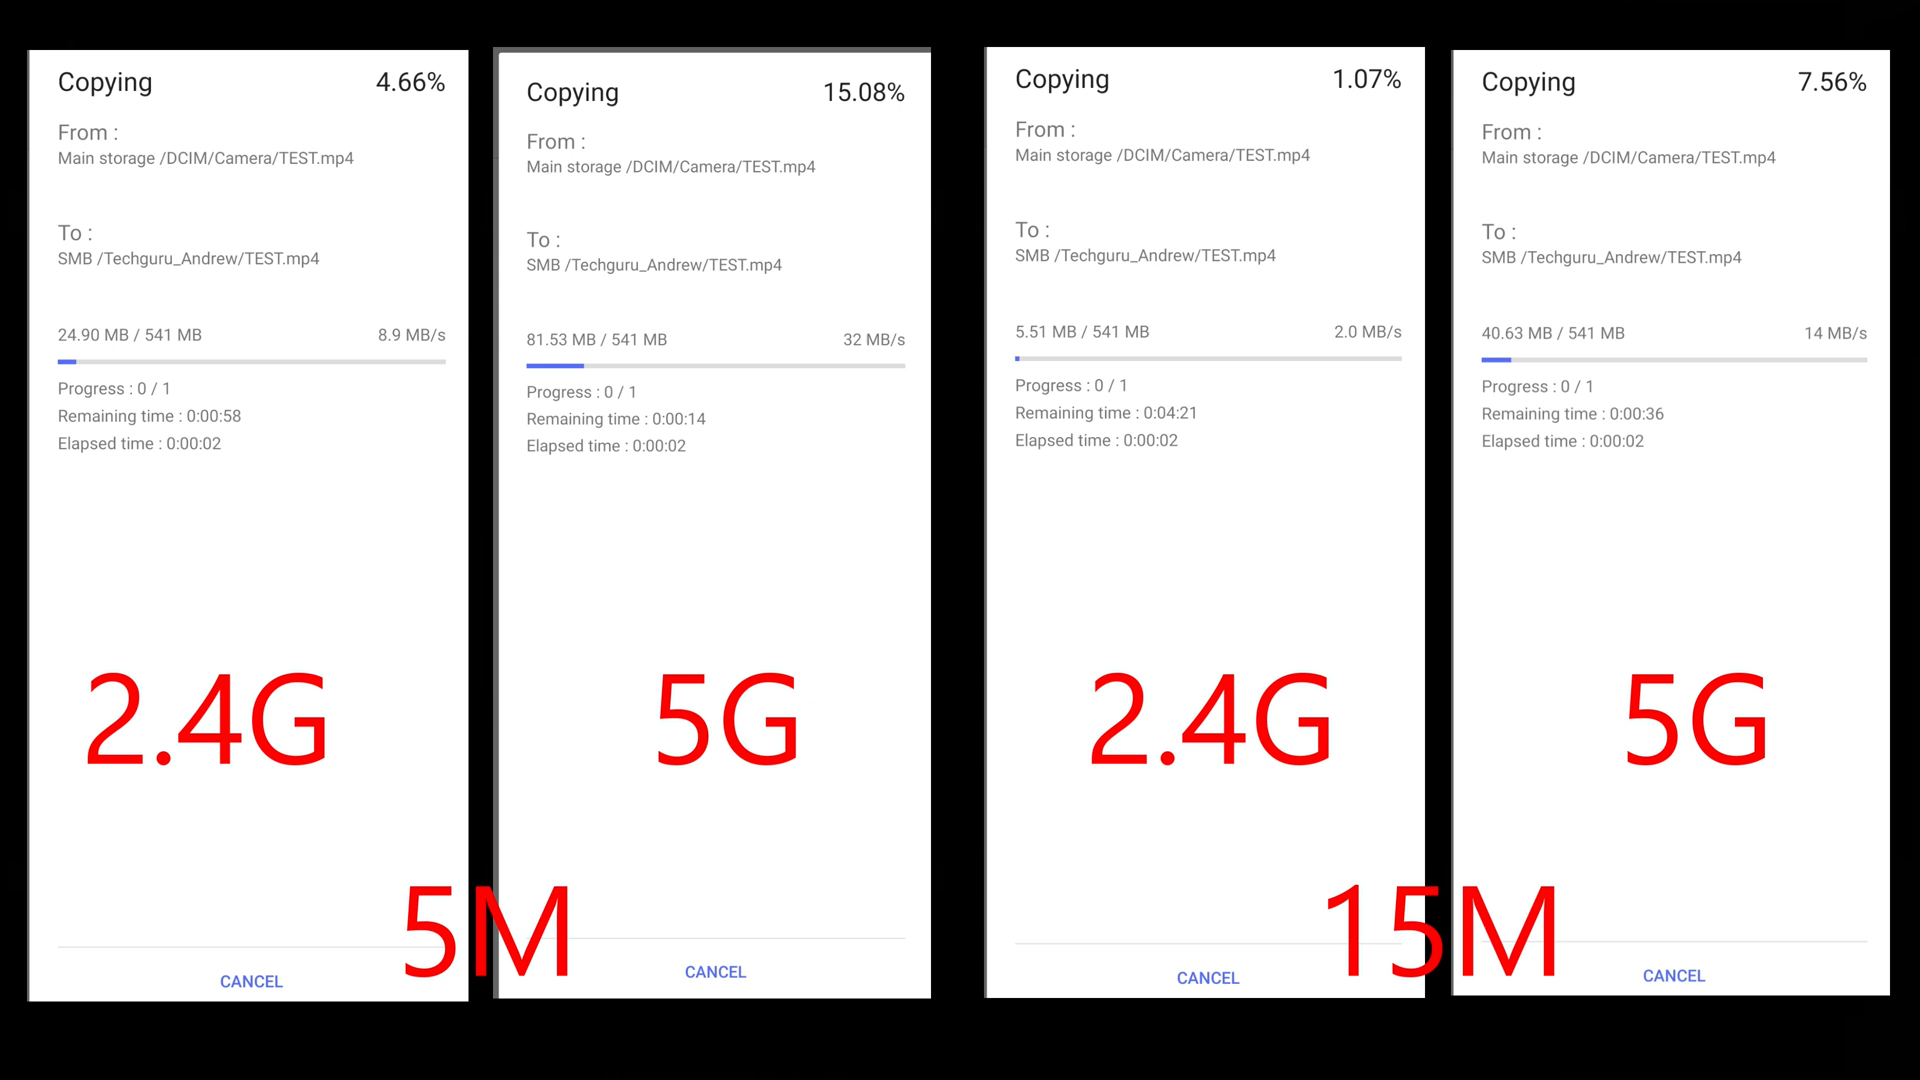 Copying 4.66%
From :
Main storage /DCIM/Camera/TEST.mp4
To :
SMB /Techguru_Andrew/TEST.mp4
24.90 MB / 541 MB 8.9 MB/s
Progress : 0 / 1
Remaining time : 0:00:58
Elapsed time : 0:00:02
2.4G
CANCEL
Copying 15.08%
From :
Main storage /DCIM/Camera/TEST.mp4
To :
SMB /Techguru_Andrew/TEST.mp4
81.53 MB / 541 MB 32 MB/s
Progress : 0 / 1
Remaining time : 0:00:14
Elapsed time : 0:00:02
5G
CANCEL
5M
Copying 1.07%
From :
Main storage /DCIM/Camera/TEST.mp4
To :
SMB /Techguru_Andrew/TEST.mp4
5.51 MB / 541 MB 2.0 MB/s
Progress : 0 / 1
Remaining time : 0:04:21
Elapsed time : 0:00:02
2.4G
CANCEL
Copying 7.56%
From :
Main storage /DCIM/Camera/TEST.mp4
To :
SMB /Techguru_Andrew/TEST.mp4
40.63 MB / 541 MB 14 MB/s
Progress : 0 / 1
Remaining time : 0:00:36
Elapsed time : 0:00:02
5G
CANCEL
15M